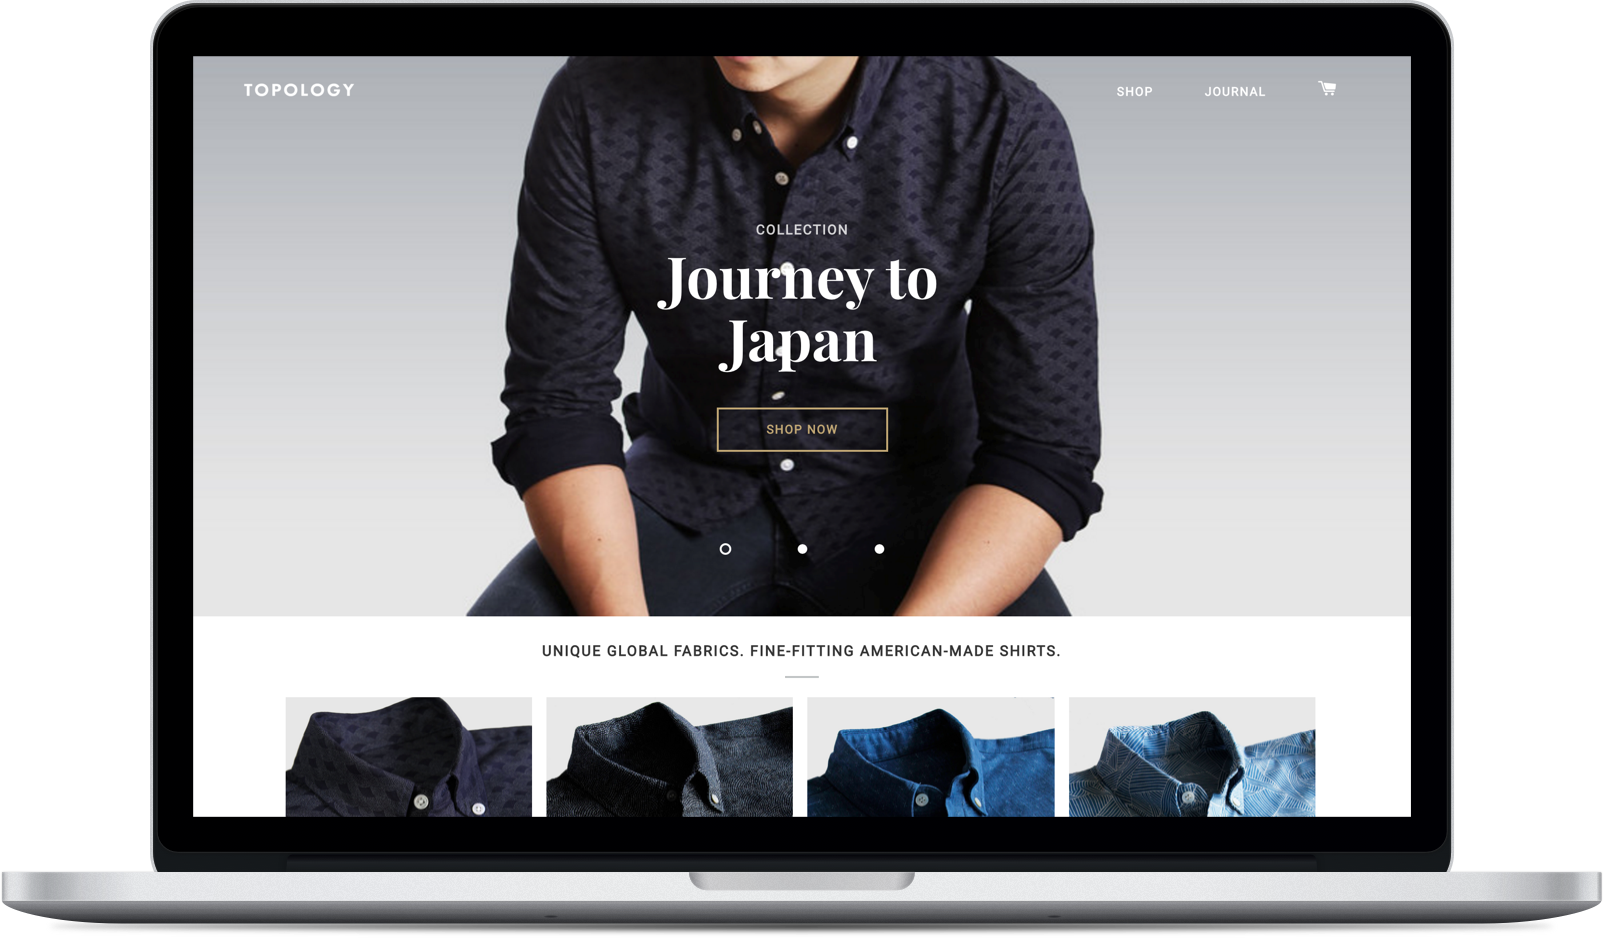 TOPOLOGY
SHOP
JOURNAL
COLLECTION
Journey to
Japan
SHOP NOW
UNIQUE GLOBAL FABRICS. FINE-FITTING AMERICAN-MADE SHIRTS.